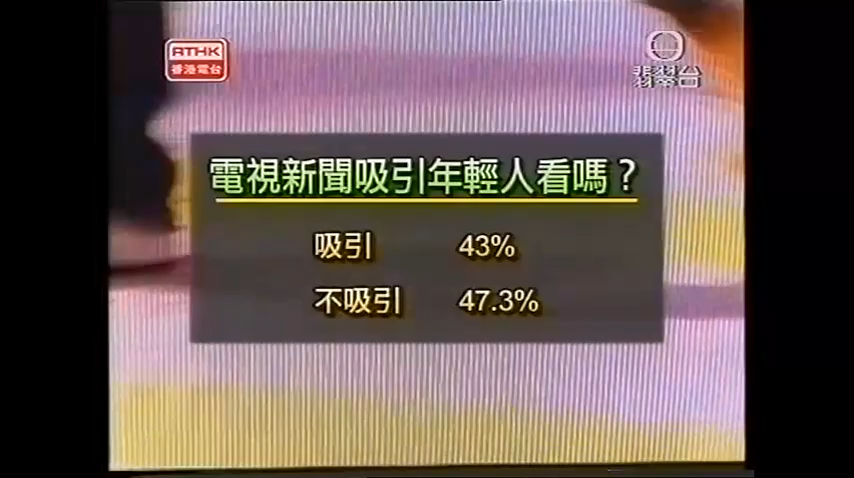 RTHK
香港電台
翡翠台
電視新聞吸引年輕人看嗎？
吸引 43%
不吸引 47.3%